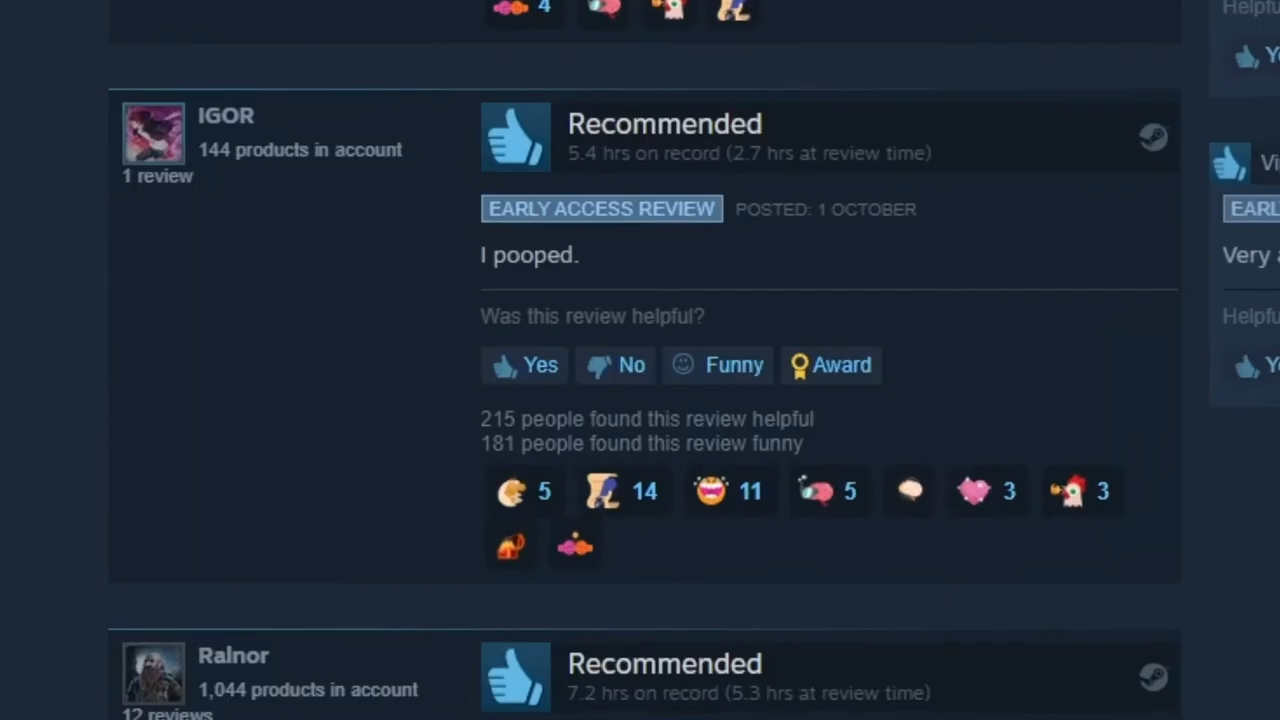 4
Helpfu
IGOR
144 products in account
1 review
Recommended
5.4 hrs on record (2.7 hrs at review time)
EARLY ACCESS REVIEW POSTED: 1 OCTOBER
I pooped.
Was this review helpful?
Yes No Funny Award
215 people found this review helpful
181 people found this review funny
5 14 11 5 3 3
Ralnor
1,044 products in account
12 reviews
Recommended
7.2 hrs on record (5.3 hrs at review time)
Y
Vi
EARL
Very a
Helpfu
Y